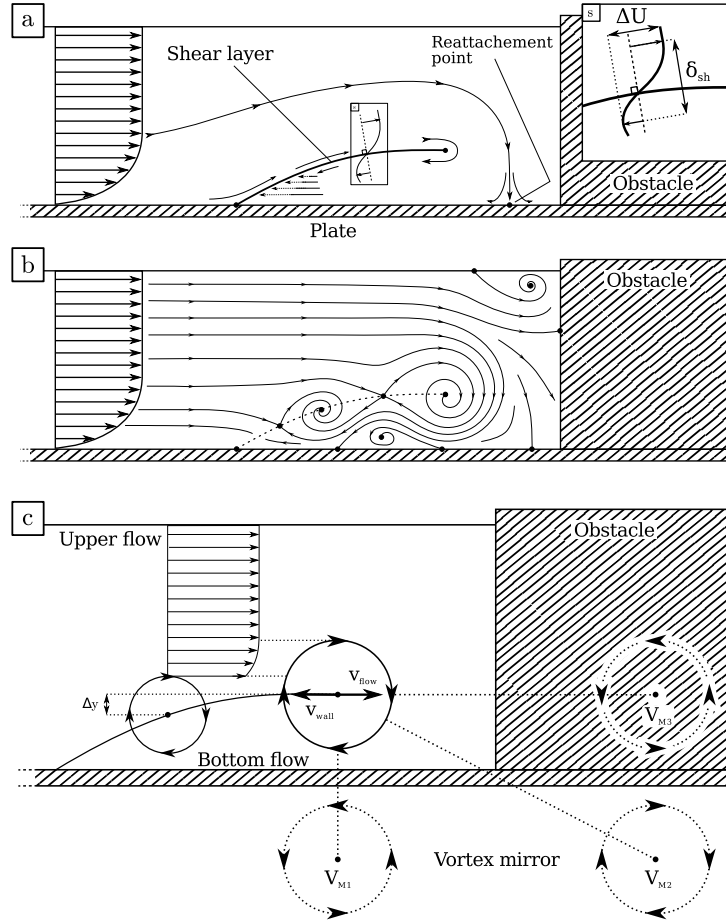 a
s
ΔU
Shear layer
Reattachement
point
δsh
Obstacle
Plate
b
Obstacle
c
Upper flow
Obstacle
Δy
vflow
vwall
VM3
Bottom flow
Vortex mirror
VM1
VM2